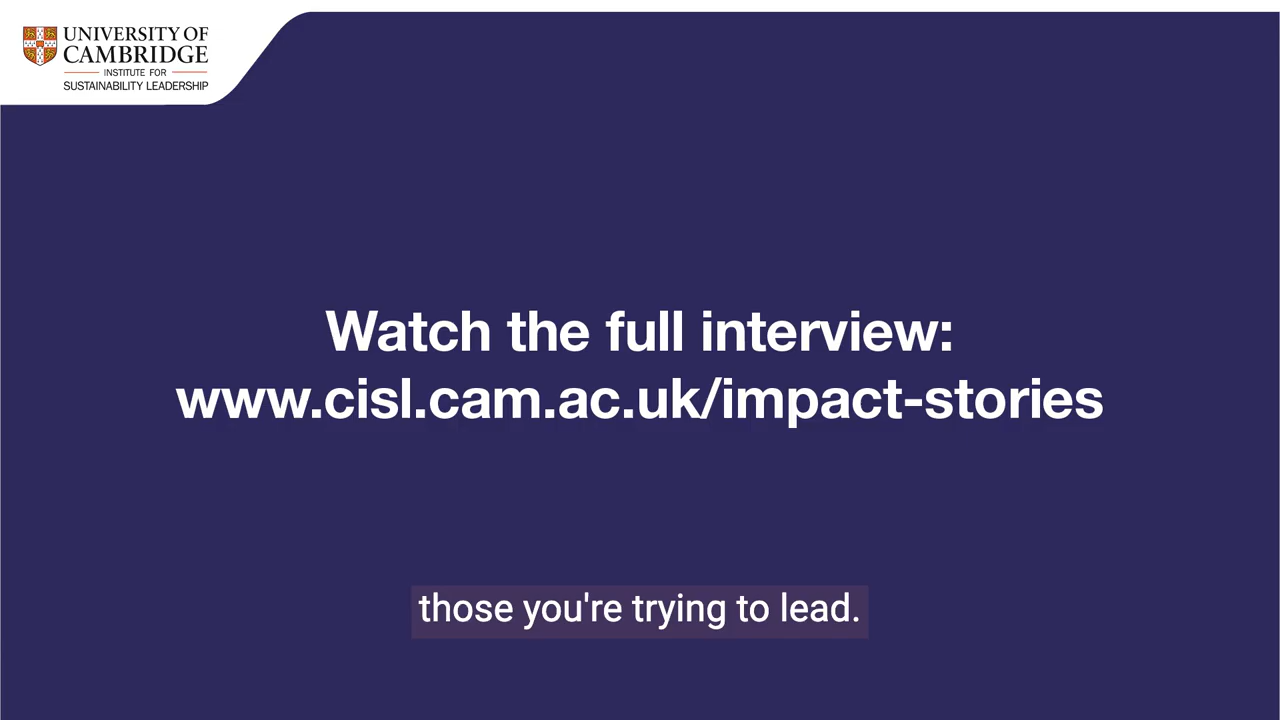 UNIVERSITY OF
CAMBRIDGE
INSTITUTE FOR
SUSTAINABILITY LEADERSHIP
Watch the full interview:
www.cisl.cam.ac.uk/impact-stories
those you're trying to lead.